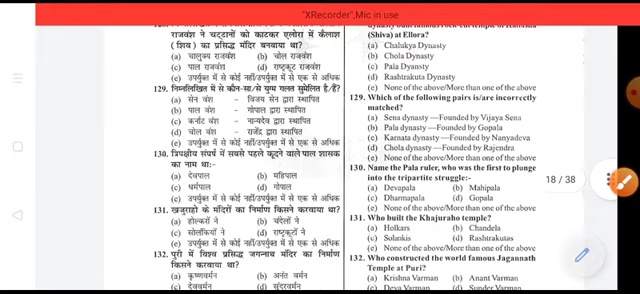 "XRecorder",Mic in use
राजवंश ने चट्टानों को काटकर एलोरा में कैलाश
(शिव) का प्रसिद्ध मंदिर बनवाया था?
(a) चालुक्य राजवंश (b) चोल राजवंश
(c) पाल राजवंश (d) राष्ट्रकूट राजवंश
(e) उपर्युक्त में से कोई नहीं/उपर्युक्त में से एक से अधिक
129. निम्नलिखित में से कौन-सा/से युग्म गलत सुमेलित है/हैं?
(a) सेन वंश – विजय सेन द्वारा स्थापित
(b) पाल वंश – गोपाल द्वारा स्थापित
(c) कर्नाट वंश – नान्यदेव द्वारा स्थापित
(d) चोल वंश – राजेंद्र द्वारा स्थापित
(e) उपर्युक्त में से कोई नहीं/उपर्युक्त में से एक से अधिक
130. त्रिपक्षीय संघर्ष में सबसे पहले कूदने वाले पाल शासक
का नाम था:-
(a) देवपाल (b) महिपाल
(c) धर्मपाल (d) गोपाल
(e) उपर्युक्त में से कोई नहीं/उपर्युक्त में से एक से अधिक
131. खजुराहो के मंदिरों का निर्माण किसने करवाया था?
(a) होल्करों ने (b) चंदेलों ने
(c) सोलंकियों ने (d) राष्ट्रकूटों ने
(e) उपर्युक्त में से कोई नहीं/उपर्युक्त में से एक से अधिक
132. पुरी में विश्व प्रसिद्ध जगन्नाथ मंदिर का निर्माण
किसने करवाया था?
(a) कृष्णवर्मन (b) अनंत वर्मन
(c) देववर्मन (d) सुंदरवर्मन
(Shiva) at Ellora?
(a) Chalukya Dynasty
(b) Chola Dynasty
(c) Pala Dyansty
(d) Rashtrakuta Dynasty
(e) None of the above/More than one of the above
129. Which of the following pairs is/are incorrectly
matched?
(a) Sena dynasty —Founded by Vijaya Sena
(b) Pala dynasty —Founded by Gopala
(c) Karnata dynasty —Founded by Nanyadeva
(d) Chola dynasty —Founded by Rajendra
(e) None of the above/More than one of the above
130. Name the Pala ruler, who was the first to plunge
into the tripartite struggle:-
(a) Devapala (b) Mahipala
(c) Dharmapala (d) Gopala
(e) None of the above/More than one of the above
131. Who built the Khajuraho temple?
(a) Holkars (b) Chandela
(c) Solankis (d) Rashtrakutas
(e) None of the above/More than one of the above
132. Who constructed the world famous Jagannath
Temple at Puri?
(a) Krishna Varman (b) Anant Varman
(c) Deva Varman (d) Sunder Varman
18 / 38